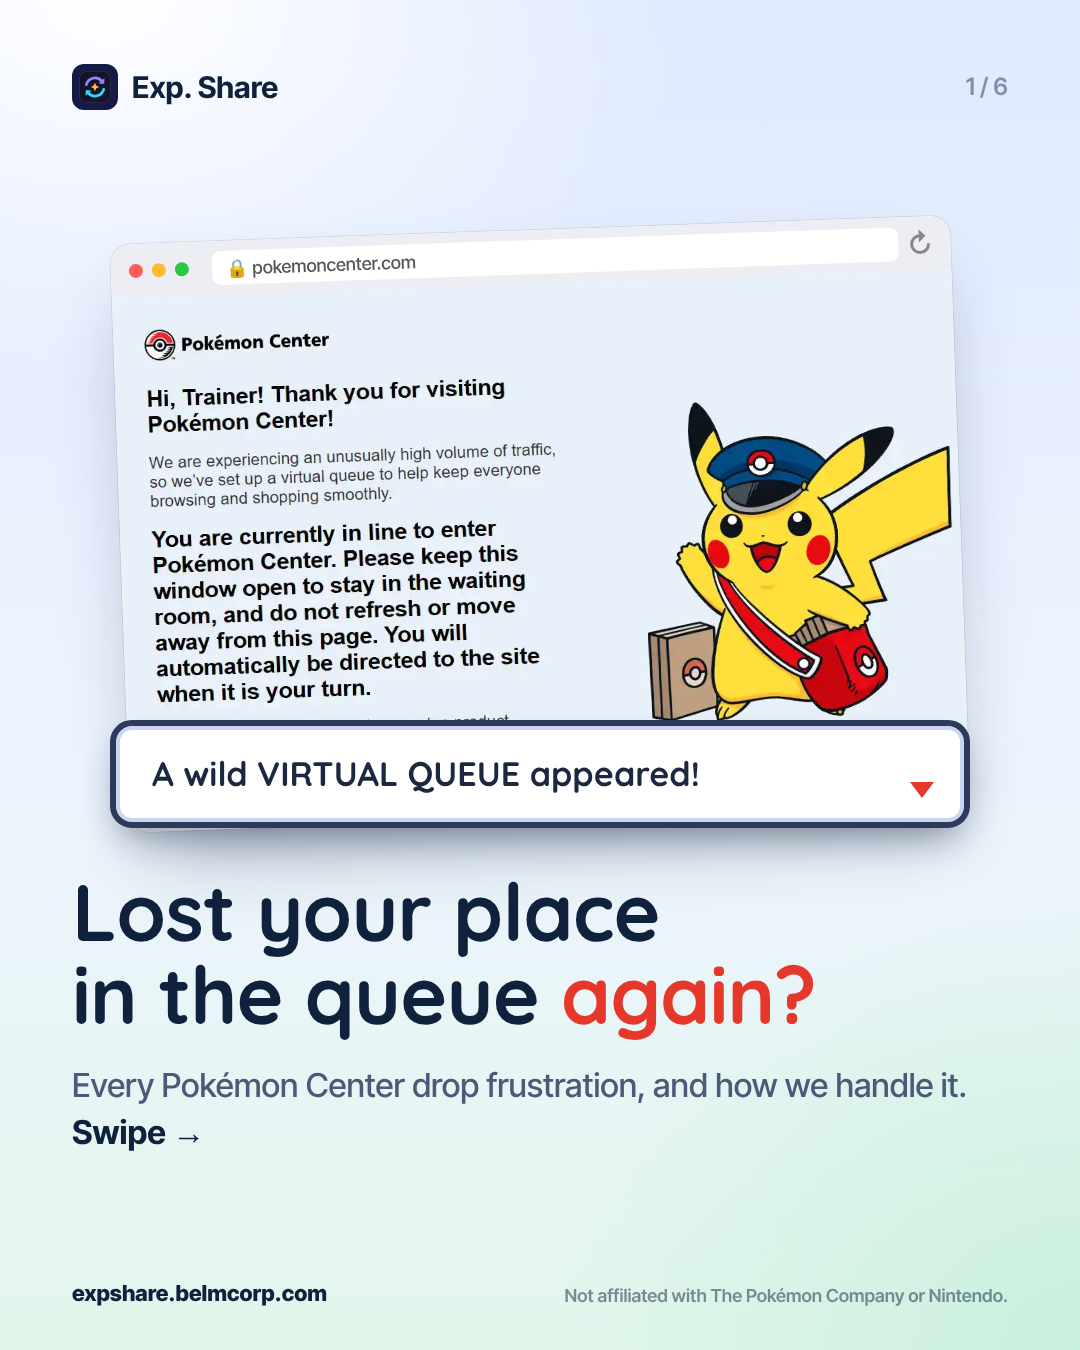 Exp. Share
1 / 6
pokemoncenter.com
Pokémon Center
Hi, Trainer! Thank you for visiting
Pokémon Center!
We are experiencing an unusually high volume of traffic,
so we've set up a virtual queue to help keep everyone
browsing and shopping smoothly.
You are currently in line to enter
Pokémon Center. Please keep this
window open to stay in the waiting
room, and do not refresh or move
away from this page. You will
automatically be directed to the site
when it is your turn.
product
A wild VIRTUAL QUEUE appeared!
Lost your place
in the queue again?
Every Pokémon Center drop frustration, and how we handle it.
Swipe →
expshare.belmcorp.com
Not affiliated with The Pokémon Company or Nintendo.